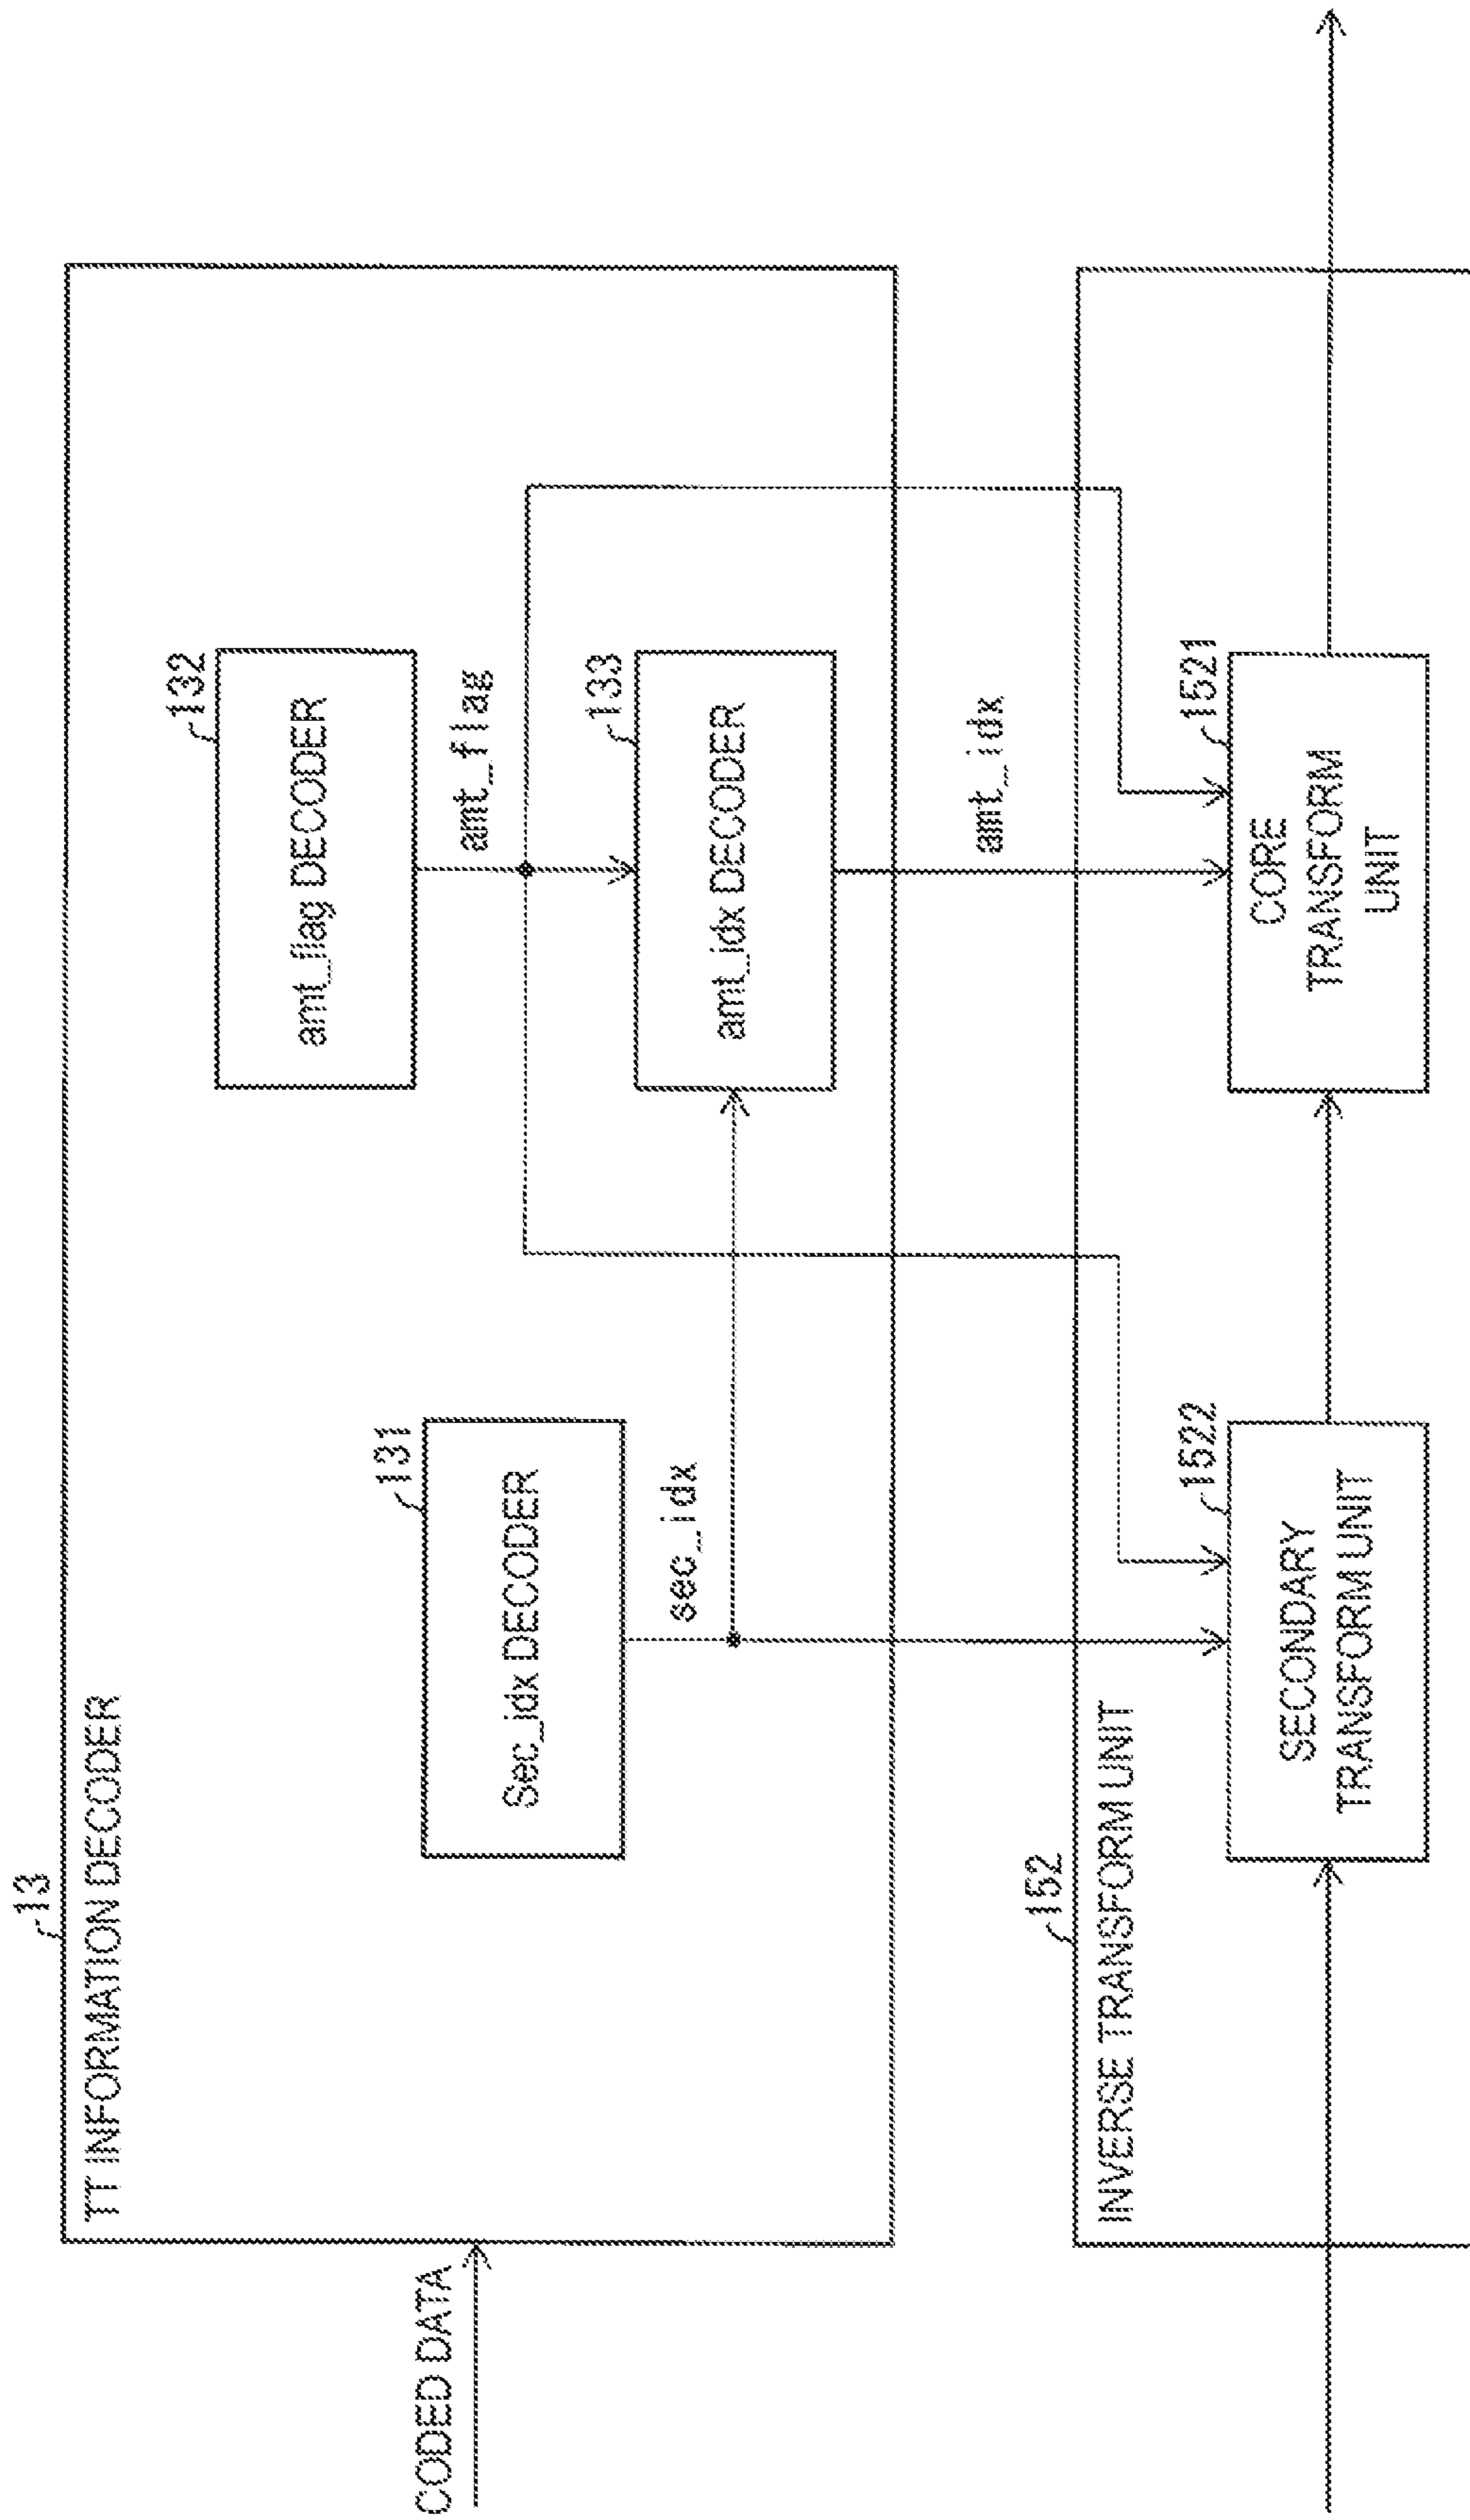 13
TT INFORMATION DECODER
CODED DATA
132
amt_flag DECODER
amt_flag
131
Sec_idx DECODER
sec_idx
133
amt_idx DECODER
amt_idx
152
INVERSE TRANSFORM UNIT
1522
SECONDARY
TRANSFORM UNIT
1521
CORE
TRANSFORM
UNIT